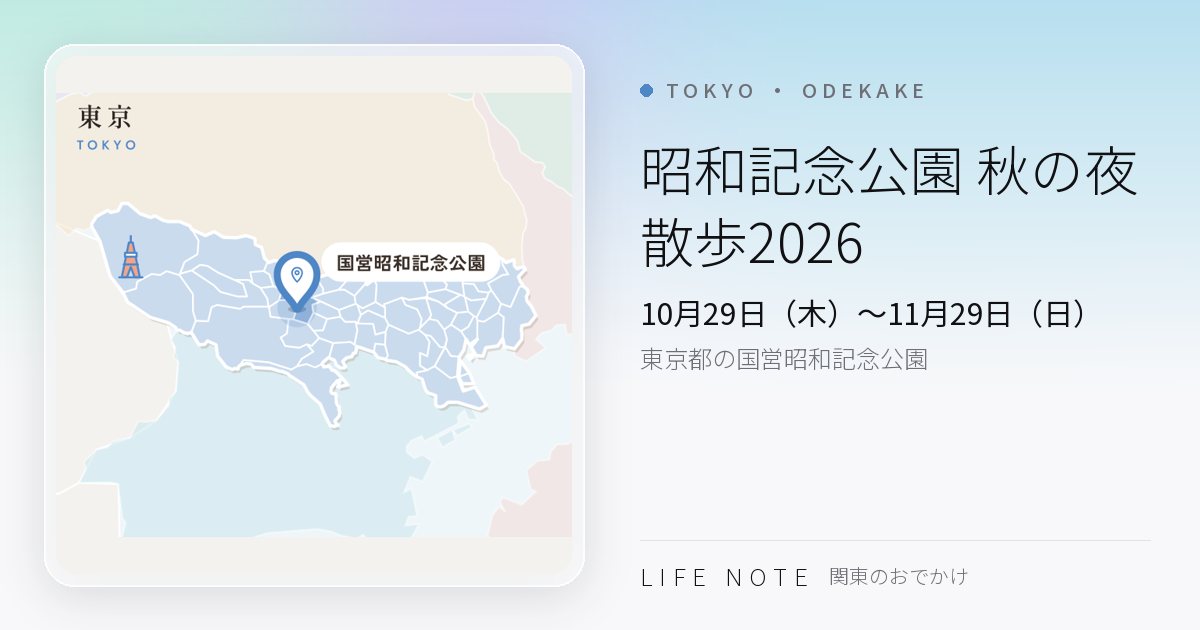 東京
TOKYO
国営昭和記念公園
TOKYO • ODEKAKE
昭和記念公園 秋の夜
散歩2026
10月29日（木）〜11月29日（日）
東京都の国営昭和記念公園
LIFE NOTE 関東のおでかけ